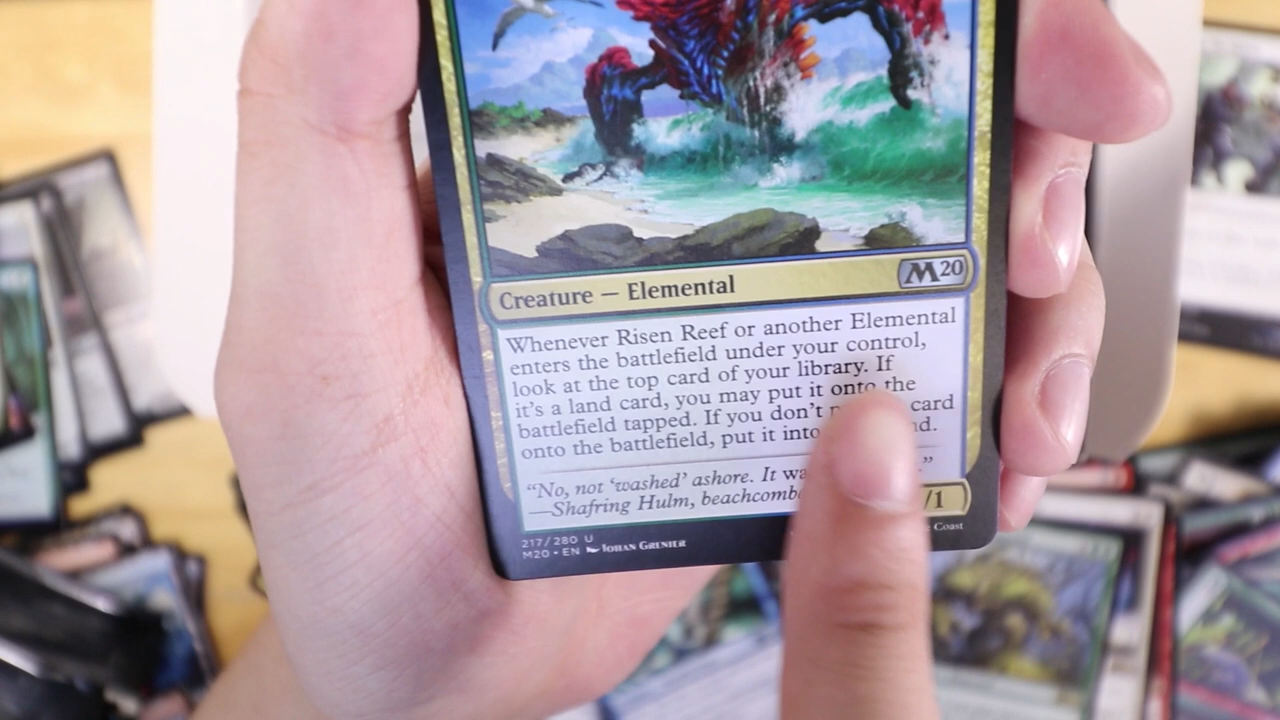 Creature — Elemental M20
Whenever Risen Reef or another Elemental
enters the battlefield under your control,
look at the top card of your library. If
it's a land card, you may put it onto the
battlefield tapped. If you don't card
onto the battlefield, put it into
“No, not ‘washed’ ashore. It ”
—Shafring Hulm,
/1
217/280 U
M20 • EN Johan Grenier
Coast